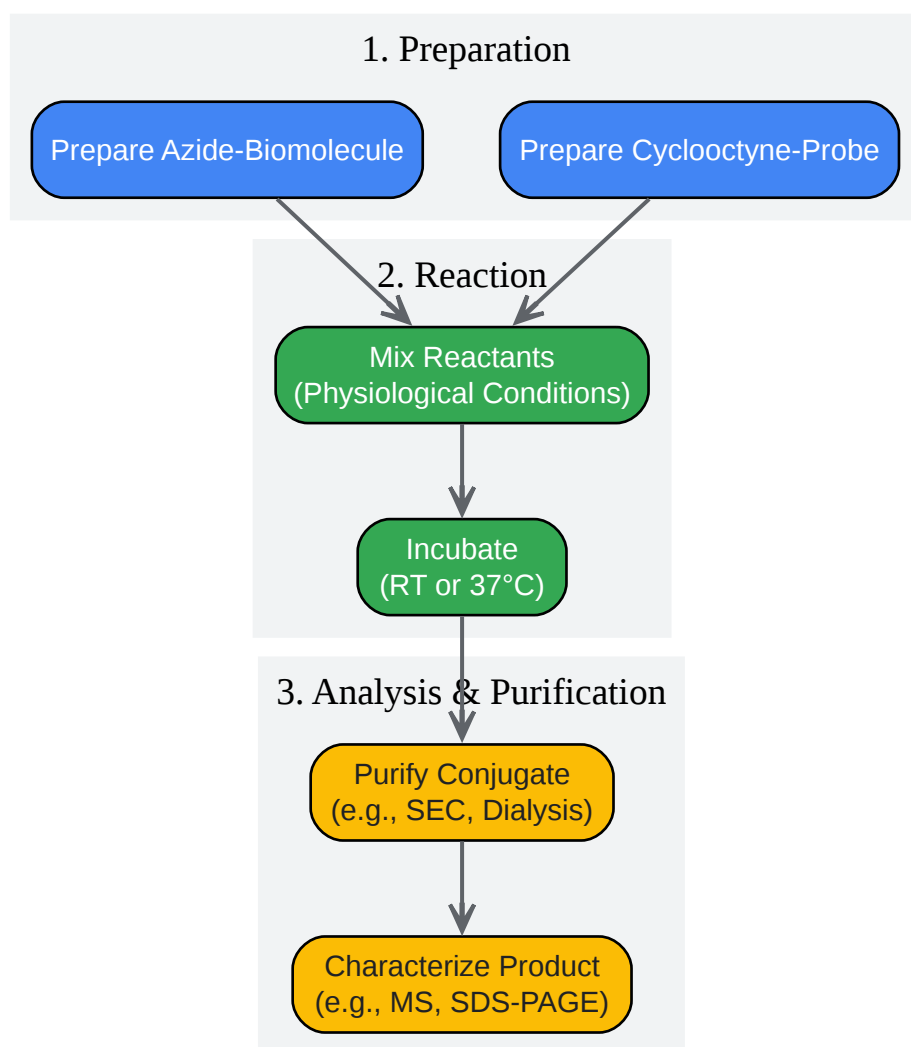 1. Preparation
Prepare Azide-Biomolecule
Prepare Cyclooctyne-Probe
2. Reaction
Mix Reactants
(Physiological Conditions)
Incubate
(RT or 37°C)
3. Analysis & Purification
Purify Conjugate
(e.g., SEC, Dialysis)
Characterize Product
(e.g., MS, SDS-PAGE)